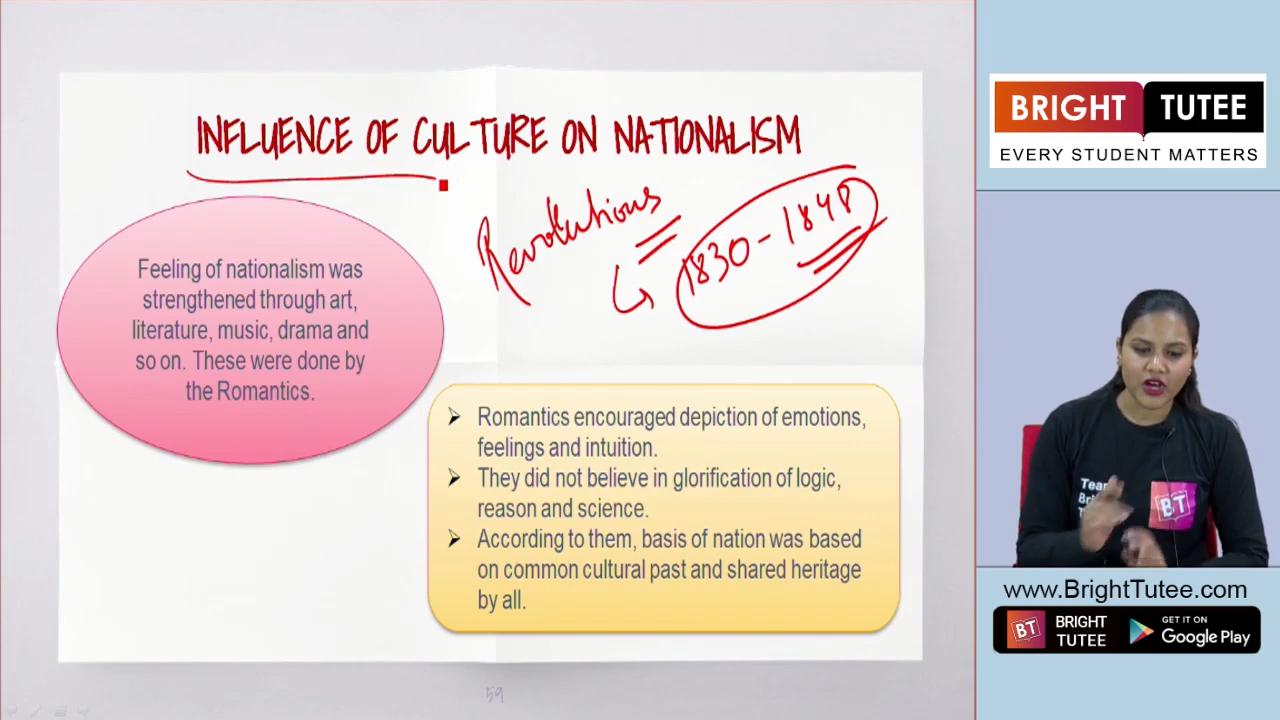 INFLUENCE OF CULTURE ON NATIONALISM
Revolutions
1830 - 1848
Feeling of nationalism was
strengthened through art,
literature, music, drama and
so on. These were done by
the Romantics.
➢ Romantics encouraged depiction of emotions,
feelings and intuition.
➢ They did not believe in glorification of logic,
reason and science.
➢ According to them, basis of nation was based
on common cultural past and shared heritage
by all.
59
BRIGHT TUTEE
EVERY STUDENT MATTERS
Team
BT
www.BrightTutee.com
BT BRIGHT TUTEE
GET IT ON
Google Play